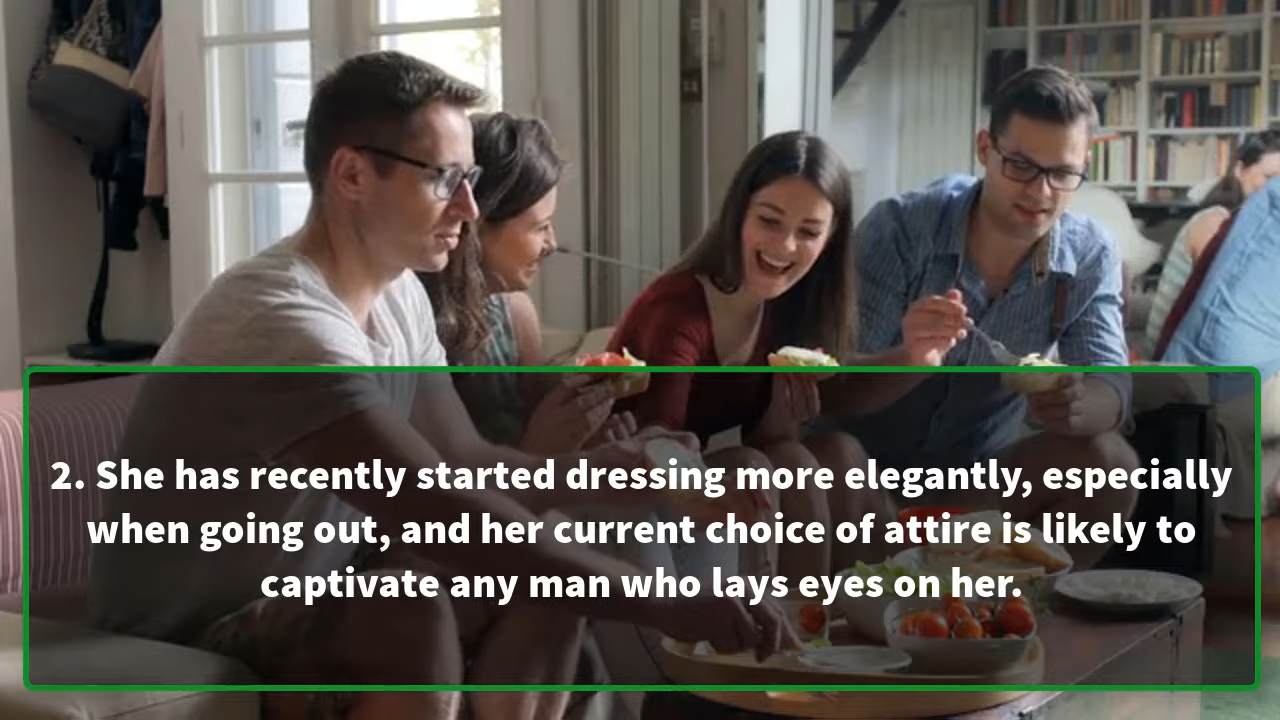 2. She has recently started dressing more elegantly, especially
when going out, and her current choice of attire is likely to
captivate any man who lays eyes on her.